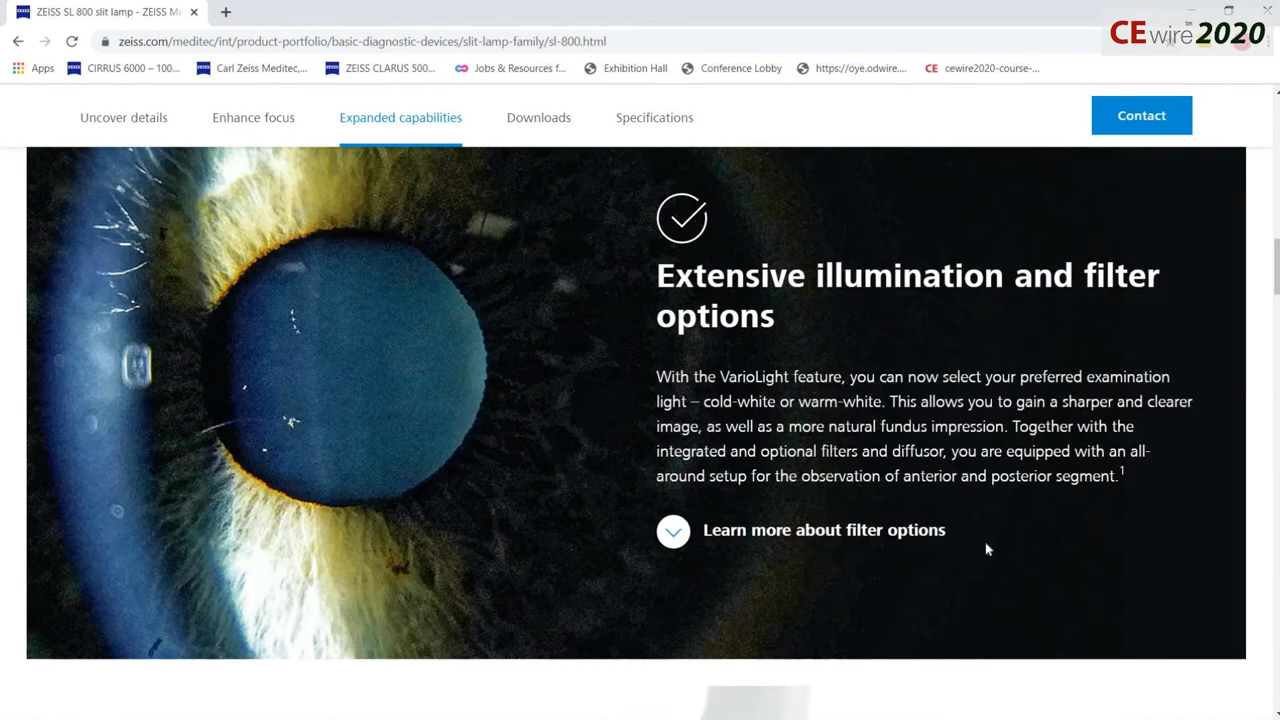 ZEISS SL 800 slit lamp - ZEISS Me
CEwire™2020
zeiss.com/meditec/int/product-portfolio/basic-diagnostic-devices/slit-lamp-family/sl-800.html
Apps
CIRRUS 6000 – 100...
Carl Zeiss Meditec,...
ZEISS CLARUS 500...
Jobs & Resources f...
Exhibition Hall
Conference Lobby
https://oye.odwire....
CE cewire2020-course-...
Uncover details
Enhance focus
Expanded capabilities
Downloads
Specifications
Contact
Extensive illumination and filter
options
With the VarioLight feature, you can now select your preferred examination
light – cold-white or warm-white. This allows you to gain a sharper and clearer
image, as well as a more natural fundus impression. Together with the
integrated and optional filters and diffusor, you are equipped with an all-
around setup for the observation of anterior and posterior segment.1
Learn more about filter options